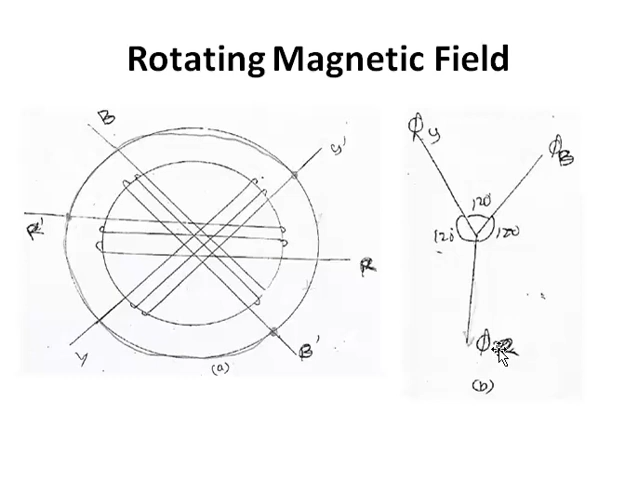 Rotating Magnetic Field
B
y'
R'
R
y
B'
(a)
ϕy
ϕB
120
120
120
ϕR
(b)